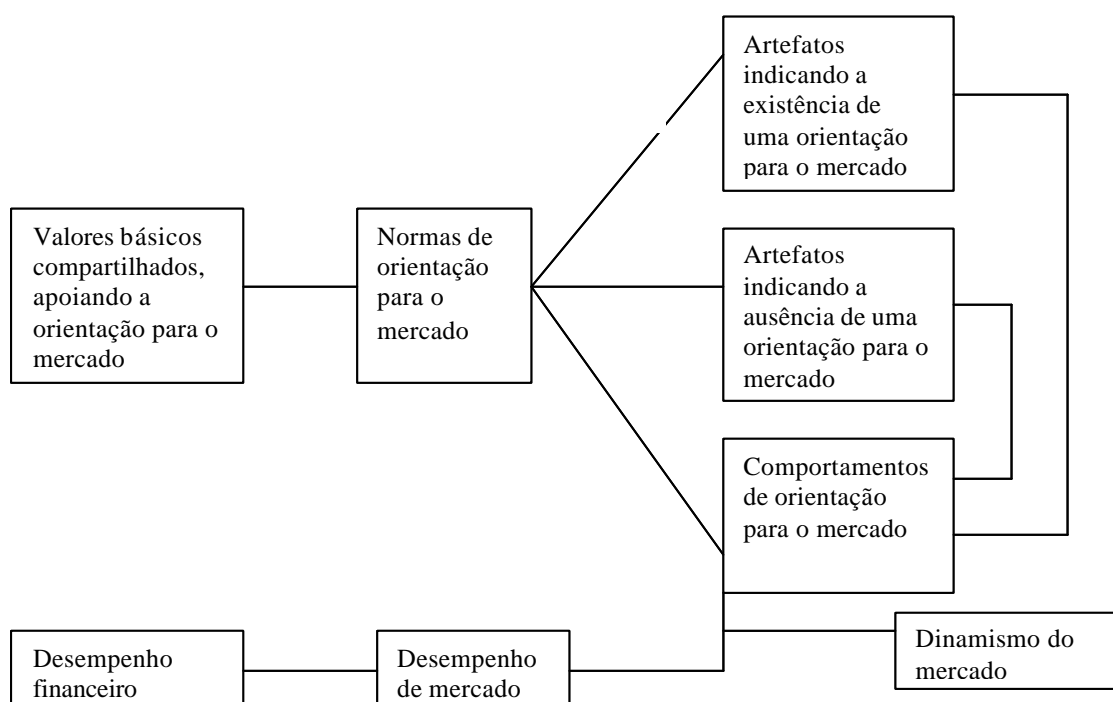 Artefatos
indicando a
existência de
uma orientação
para o mercado
Valores básicos
compartilhados,
apoiando a
orientação para o
mercado
Normas de
orientação
para o
mercado
Artefatos
indicando a
ausência de uma
orientação para o
mercado
Comportamentos
de orientação
para o mercado
Dinamismo do
mercado
Desempenho
financeiro
Desempenho
de mercado